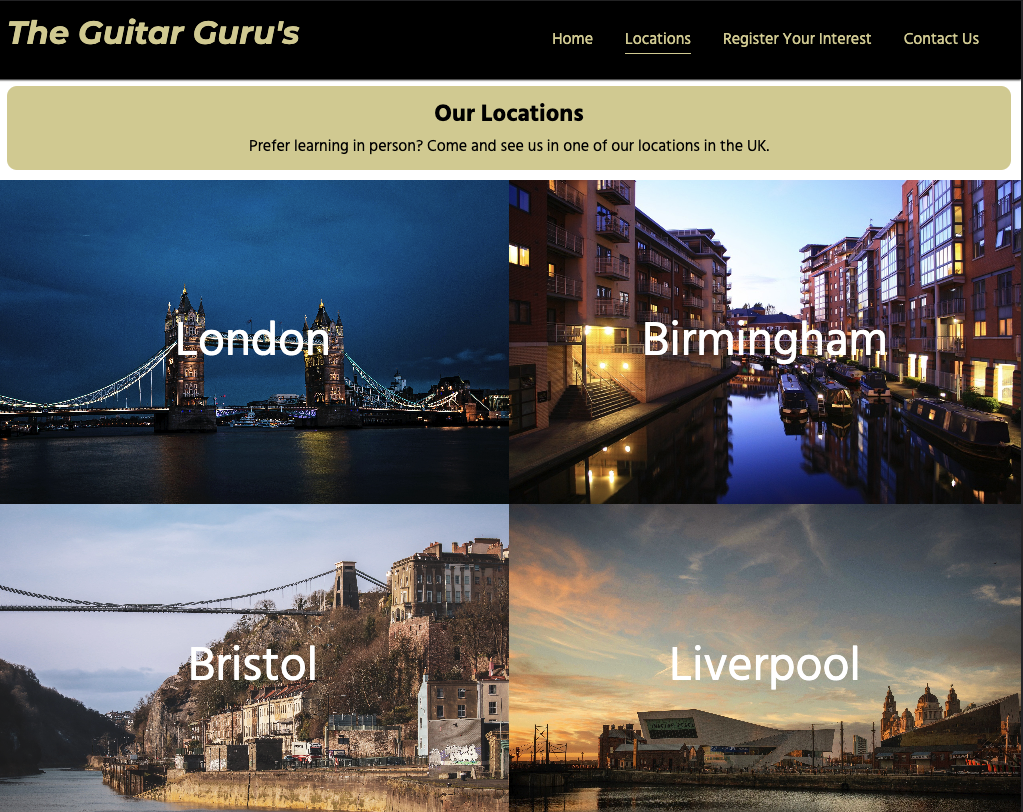 The Guitar Guru's
Home Locations Register Your Interest Contact Us
Our Locations
Prefer learning in person? Come and see us in one of our locations in the UK.
London
Birmingham
Bristol
Liverpool